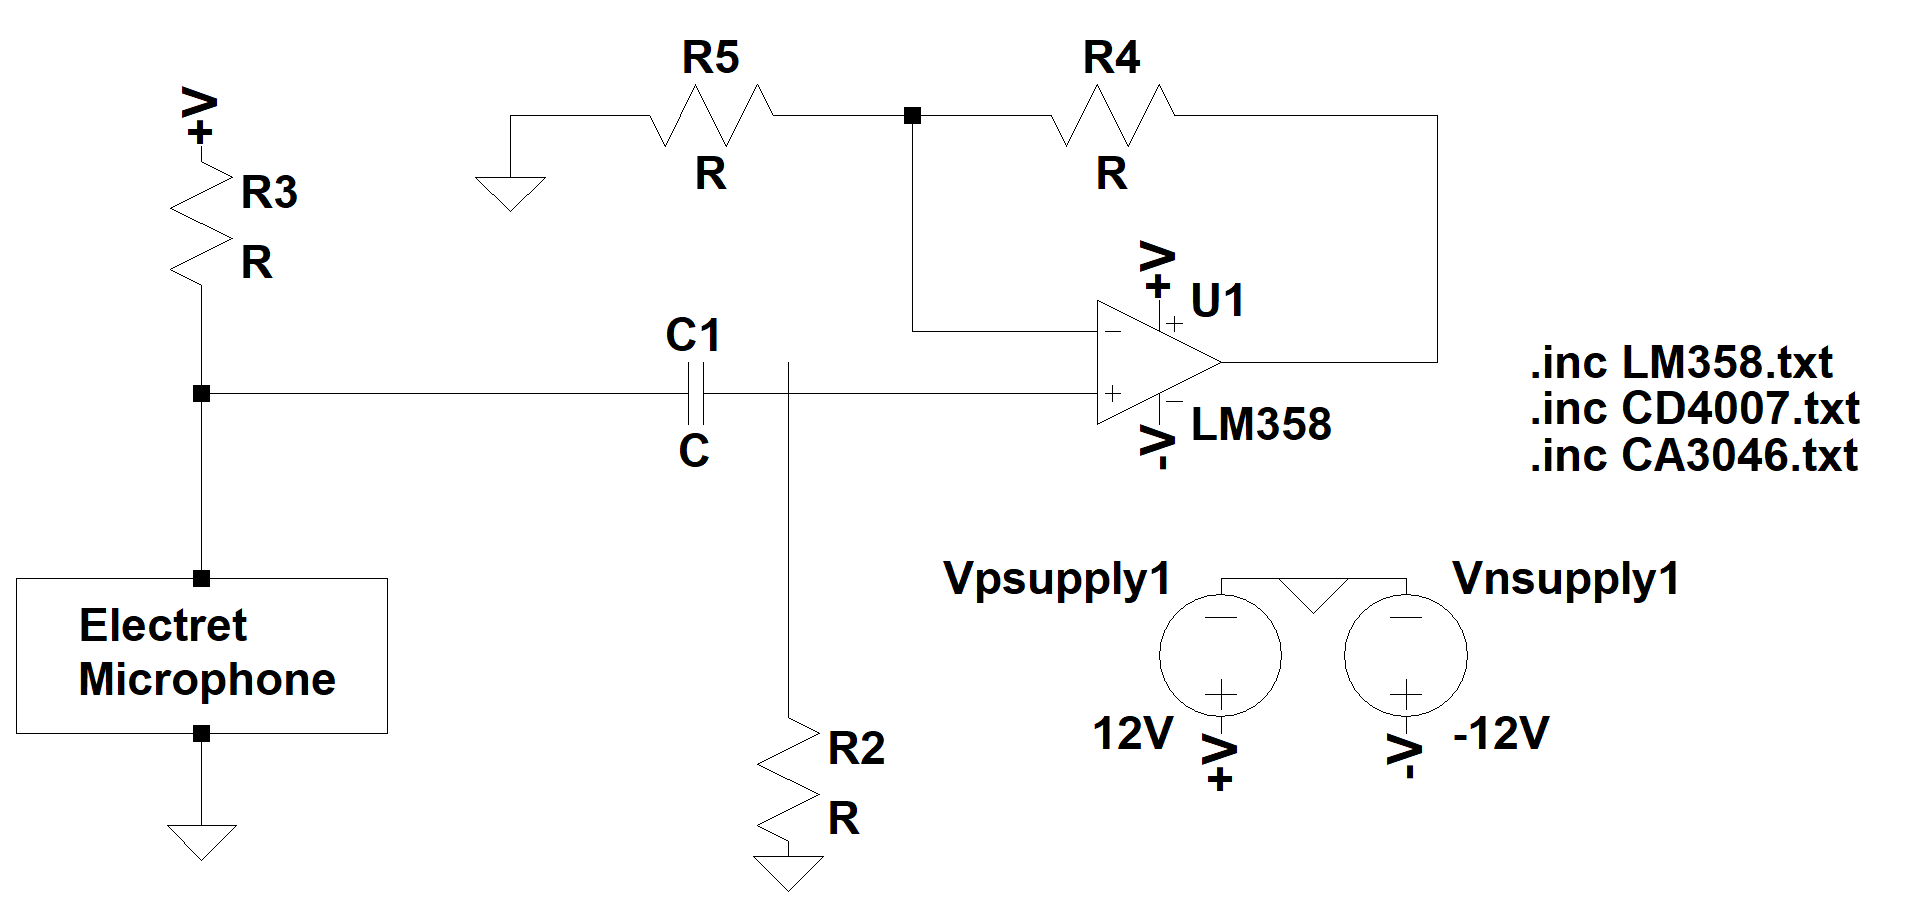 R5
R4
+V
R3
R
R
R
+V
U1
C1
C
LM358
-V
.inc LM358.txt
.inc CD4007.txt
.inc CA3046.txt
Vpsupply1
Vnsupply1
Electret
Microphone
12V
-12V
+V
-V
R2
R